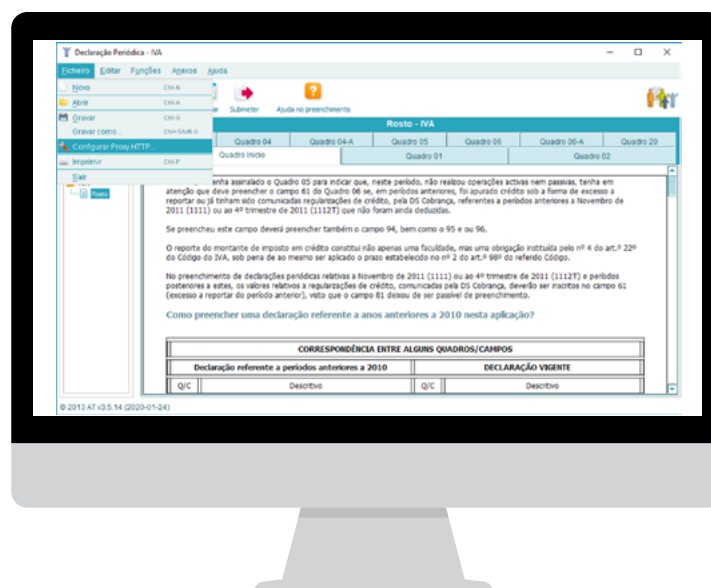 Declaração Periódica - IVA
Ficheiro Editar Funções Anexos Ajuda
Novo Ctrl-N
Abrir Ctrl-A
Gravar Ctrl-G
Gravar como... Ctrl+Shift-G
Configurar Proxy HTTP...
Imprimir Ctrl-P
Sair
Submeter Ajuda no preenchimento
Rosto - IVA
Quadro 04 Quadro 04-A Quadro 05 Quadro 06 Quadro 06-A Quadro 20
Quadro Início Quadro 01 Quadro 02
Rosto
enha assinalado o Quadro 05 para indicar que, neste período, não realizou operações activas nem passivas, tenha em
atenção que deve preencher o campo 61 do Quadro 06 se, em períodos anteriores, foi apurado crédito sob a forma de excesso a
reportar ou já tinham sido comunicadas regularizações de crédito, pela DS Cobrança, referentes a períodos anteriores a Novembro de
2011 (1111) ou ao 4º trimestre de 2011 (1112T) que não foram ainda deduzidas.
Se preencheu este campo deverá preencher também o campo 94, bem como o 95 e ou 96.
O reporte do montante de imposto em crédito constitui não apenas uma faculdade, mas uma obrigação instituída pelo nº 4 do art.º 22º
do Código do IVA, sob pena de ao mesmo ser aplicado o prazo estabelecido no nº 2 do art.º 98º do referido Código.
No preenchimento de declarações periódicas relativas a Novembro de 2011 (1111) ou ao 4º trimestre de 2011 (1112T) e períodos
posteriores a estes, os valores relativos a regularizações de crédito, comunicadas pela DS Cobrança, deverão ser inscritos no campo 61
(excesso a reportar do período anterior), visto que o campo 81 deixou de ser passível de preenchimento.
Como preencher uma declaração referente a anos anteriores a 2010 nesta aplicação?
CORRESPONDÊNCIA ENTRE ALGUNS QUADROS/CAMPOS
Declaração referente a períodos anteriores a 2010 DECLARAÇÃO VIGENTE
Q/C Descritivo Q/C Descritivo
© 2013 AT v3.5.14 (2020-01-24)